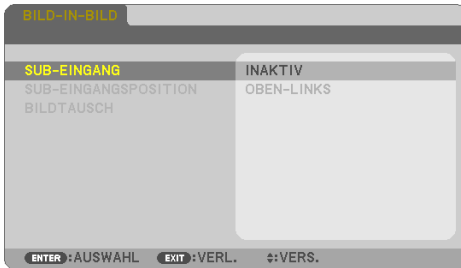 BILD-IN-BILD
SUB-EINGANG INAKTIV
SUB-EINGANGSPOSITION OBEN-LINKS
BILDTAUSCH
ENTER :AUSWAHL EXIT :VERL. ⬍:VERS.